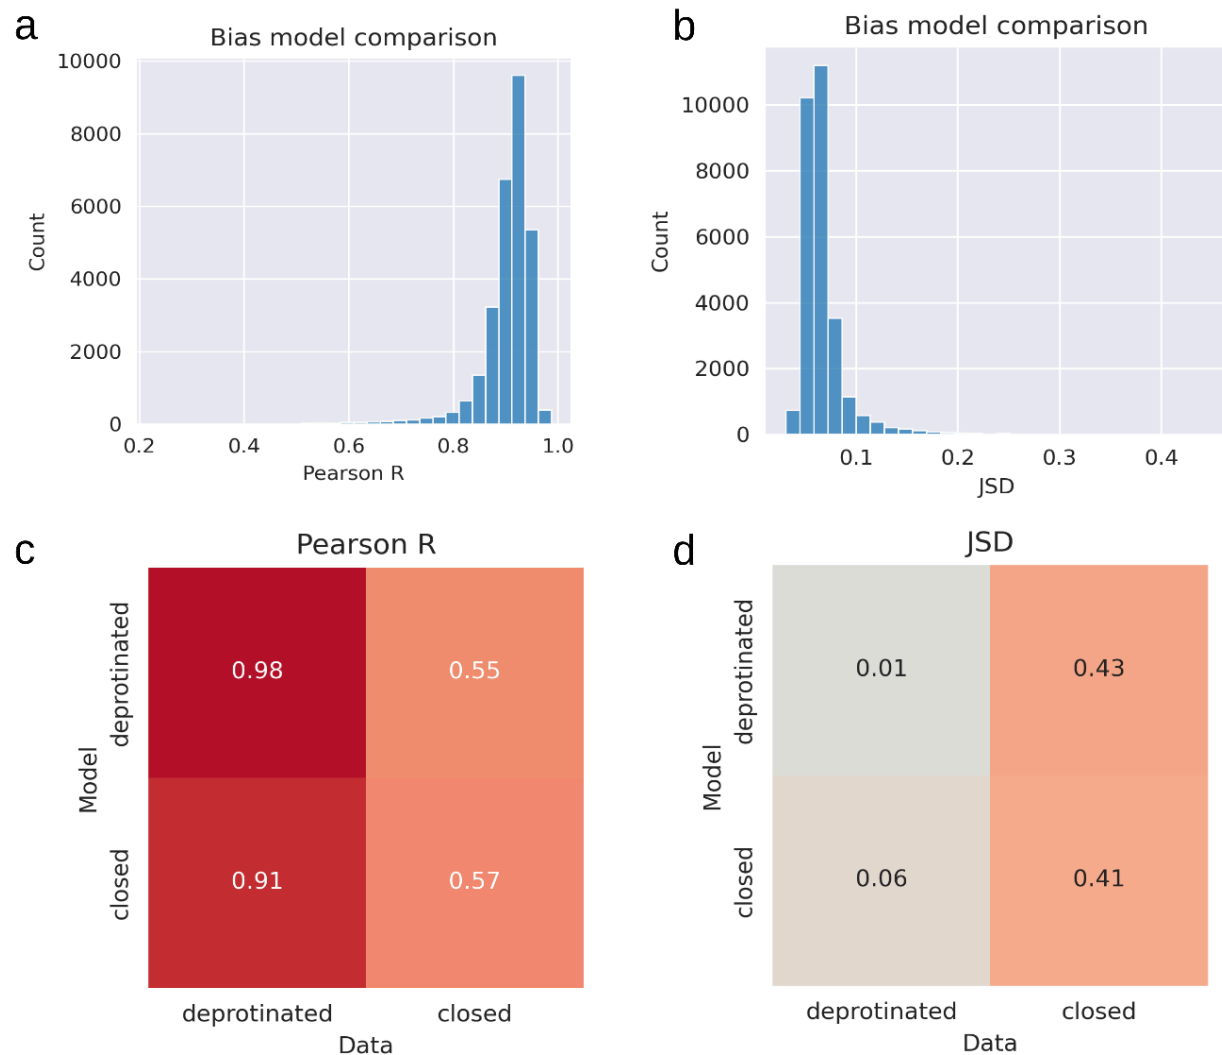 a
Bias model comparison
10000
8000
6000
4000
2000
0
Count
0.2 0.4 0.6 0.8 1.0
Pearson R
b
Bias model comparison
10000
8000
6000
4000
2000
0
Count
0.1 0.2 0.3 0.4
JSD
c
Pearson R
Model
deprotinated
closed
0.98 0.55
0.91 0.57
deprotinated closed
Data
d
JSD
Model
deprotinated
closed
0.01 0.43
0.06 0.41
deprotinated closed
Data